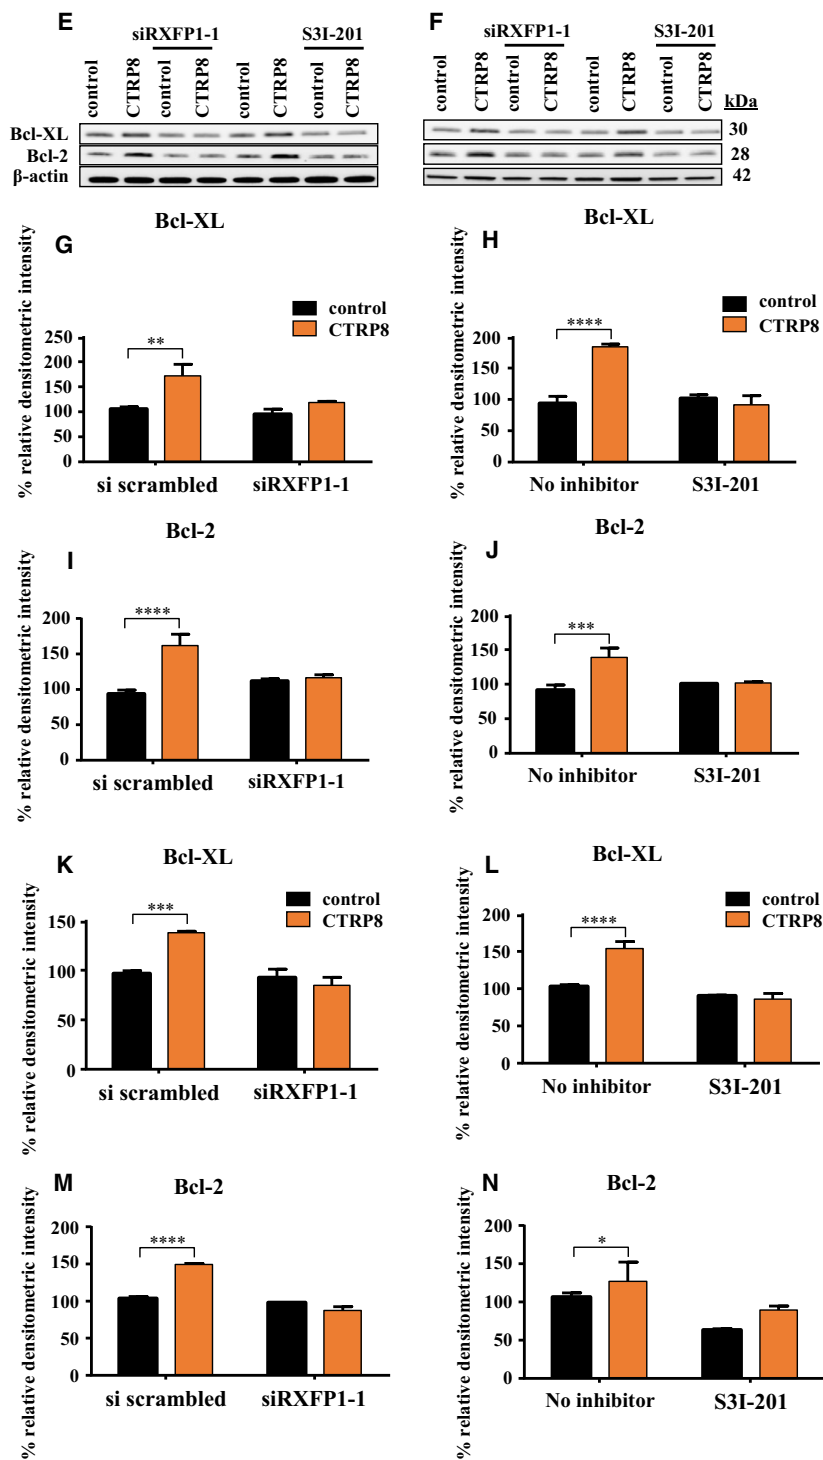 E
siRXFP1-1
S3I-201
control
CTRP8
control
CTRP8
control
CTRP8
control
CTRP8
Bcl-XL
Bcl-2
β-actin
F
siRXFP1-1
S3I-201
control
CTRP8
control
CTRP8
control
CTRP8
control
CTRP8
kDa
30
28
42
Bcl-XL
G
% relative densitometric intensity
control
CTRP8
250
200
150
100
50
0
**
si scrambled
siRXFP1-1
Bcl-XL
H
% relative densitometric intensity
control
CTRP8
200
150
100
50
0
****
No inhibitor
S3I-201
Bcl-2
I
% relative densitometric intensity
200
150
100
50
0
****
si scrambled
siRXFP1-1
Bcl-2
J
% relative densitometric intensity
200
150
100
50
0
***
No inhibitor
S3I-201
Bcl-XL
K
% relative densitometric intensity
control
CTRP8
150
100
50
0
***
si scrambled
siRXFP1-1
Bcl-XL
L
% relative densitometric intensity
control
CTRP8
200
150
100
50
0
****
No inhibitor
S3I-201
Bcl-2
M
% relative densitometric intensity
200
150
100
50
0
****
si scrambled
siRXFP1-1
Bcl-2
N
% relative densitometric intensity
200
150
100
50
0
*
No inhibitor
S3I-201